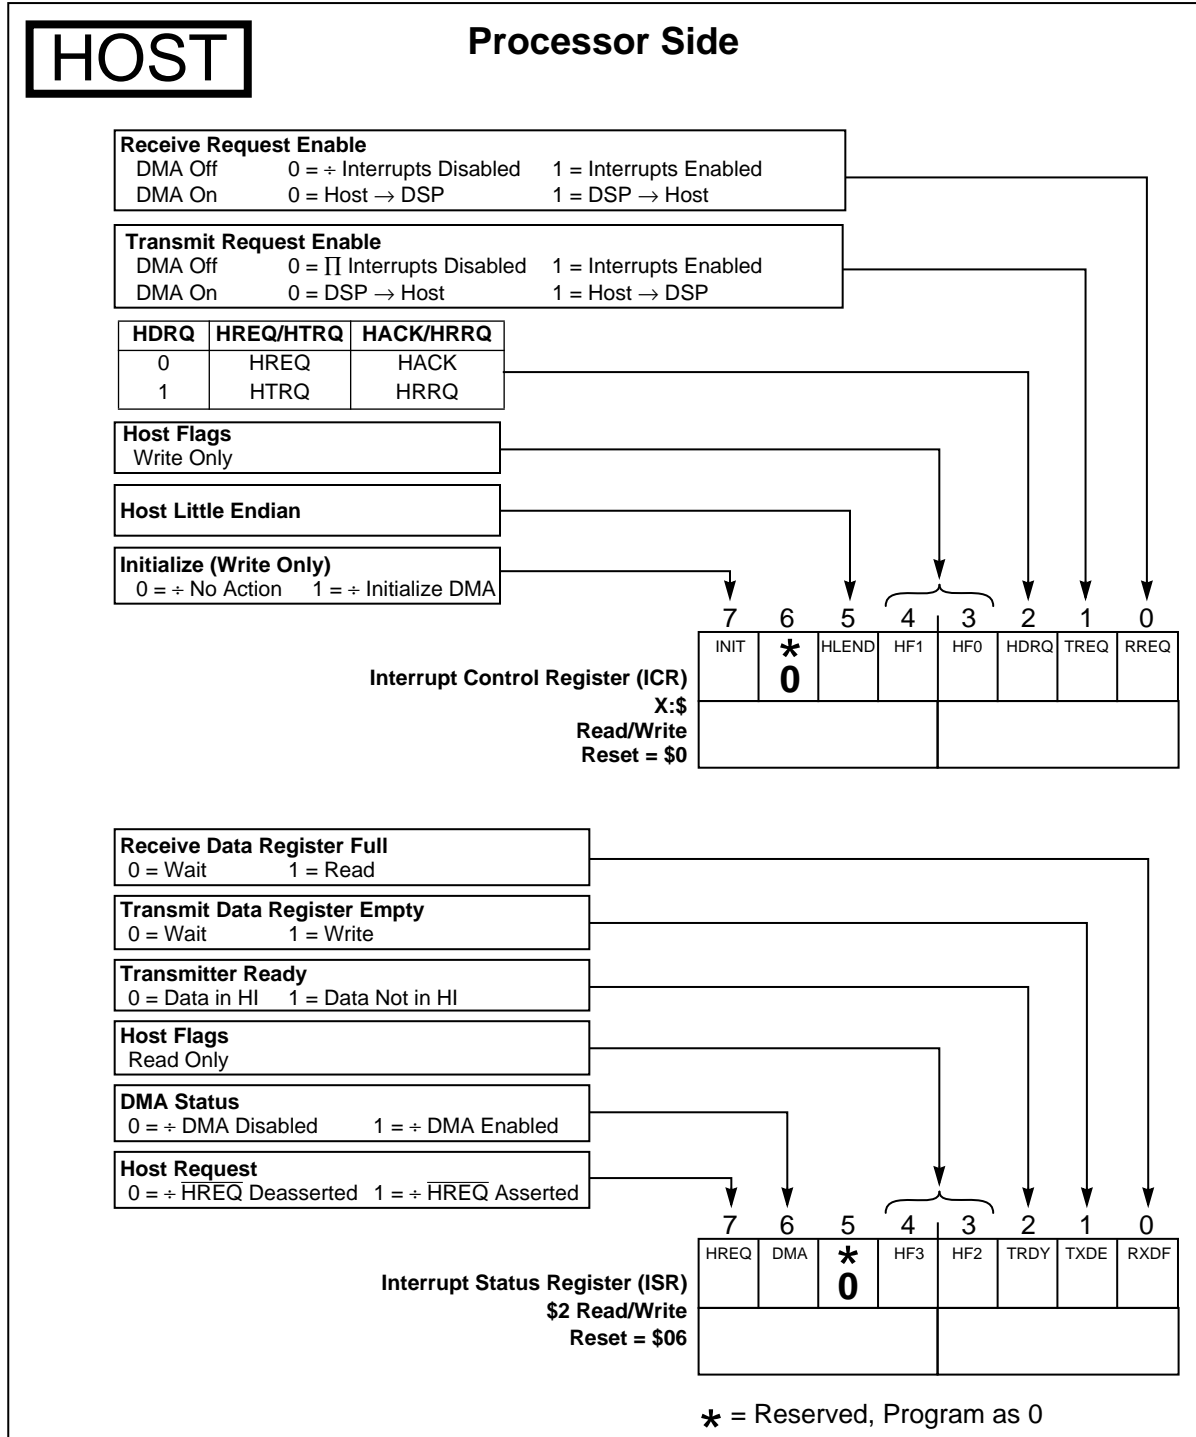 HOST
Processor Side
Receive Request Enable
DMA Off 0 = ÷ Interrupts Disabled 1 = Interrupts Enabled
DMA On 0 = Host → DSP 1 = DSP → Host
Transmit Request Enable
DMA Off 0 = ∏ Interrupts Disabled 1 = Interrupts Enabled
DMA On 0 = DSP → Host 1 = Host → DSP
HDRQ HREQ/HTRQ HACK/HRRQ
0 HREQ HACK
1 HTRQ HRRQ
Host Flags
Write Only
Host Little Endian
Initialize (Write Only)
0 = ÷ No Action 1 = ÷ Initialize DMA
7 6 5 4 3 2 1 0
INIT * HLEND HF1 HF0 HDRQ TREQ RREQ
0
Interrupt Control Register (ICR)
X:$
Read/Write
Reset = $0
Receive Data Register Full
0 = Wait 1 = Read
Transmit Data Register Empty
0 = Wait 1 = Write
Transmitter Ready
0 = Data in HI 1 = Data Not in HI
Host Flags
Read Only
DMA Status
0 = ÷ DMA Disabled 1 = ÷ DMA Enabled
Host Request
0 = ÷ H̅R̅E̅Q̅ Deasserted 1 = ÷ H̅R̅E̅Q̅ Asserted
7 6 5 4 3 2 1 0
HREQ DMA * HF3 HF2 TRDY TXDE RXDF
0
Interrupt Status Register (ISR)
$2 Read/Write
Reset = $06
* = Reserved, Program as 0